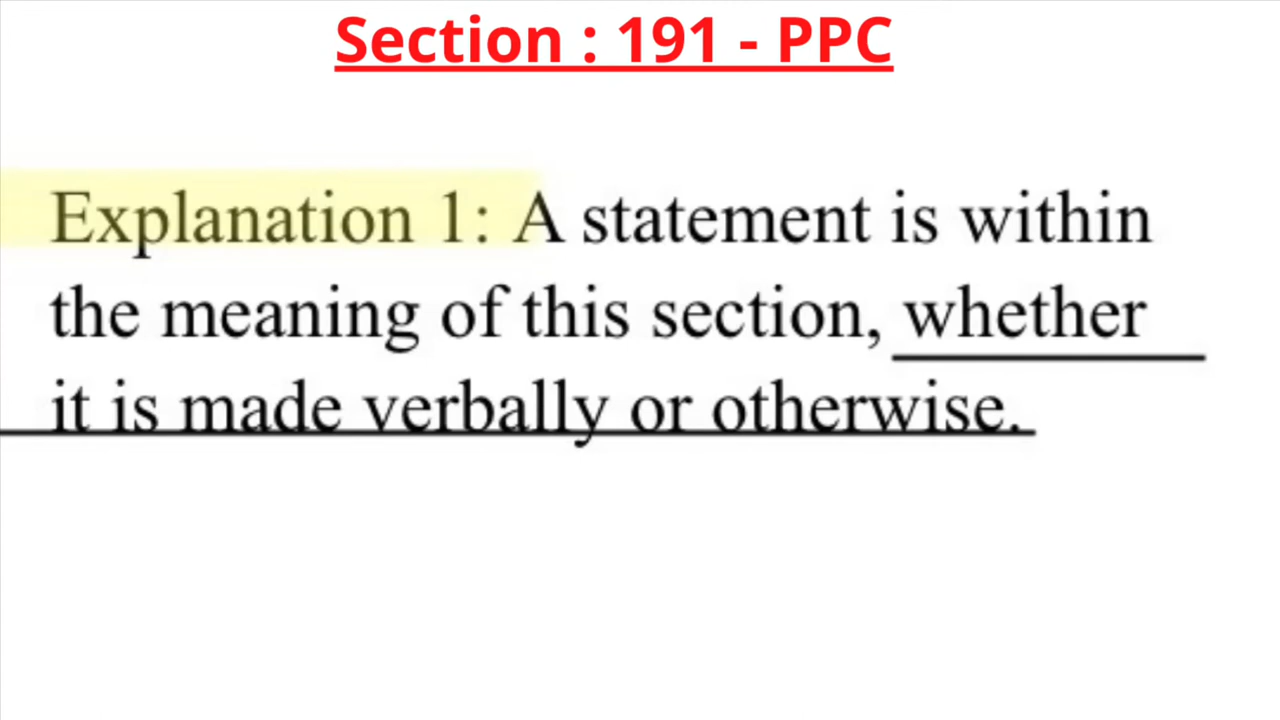 Section : 191 - PPC
Explanation 1: A statement is within
the meaning of this section, whether
it is made verbally or otherwise.